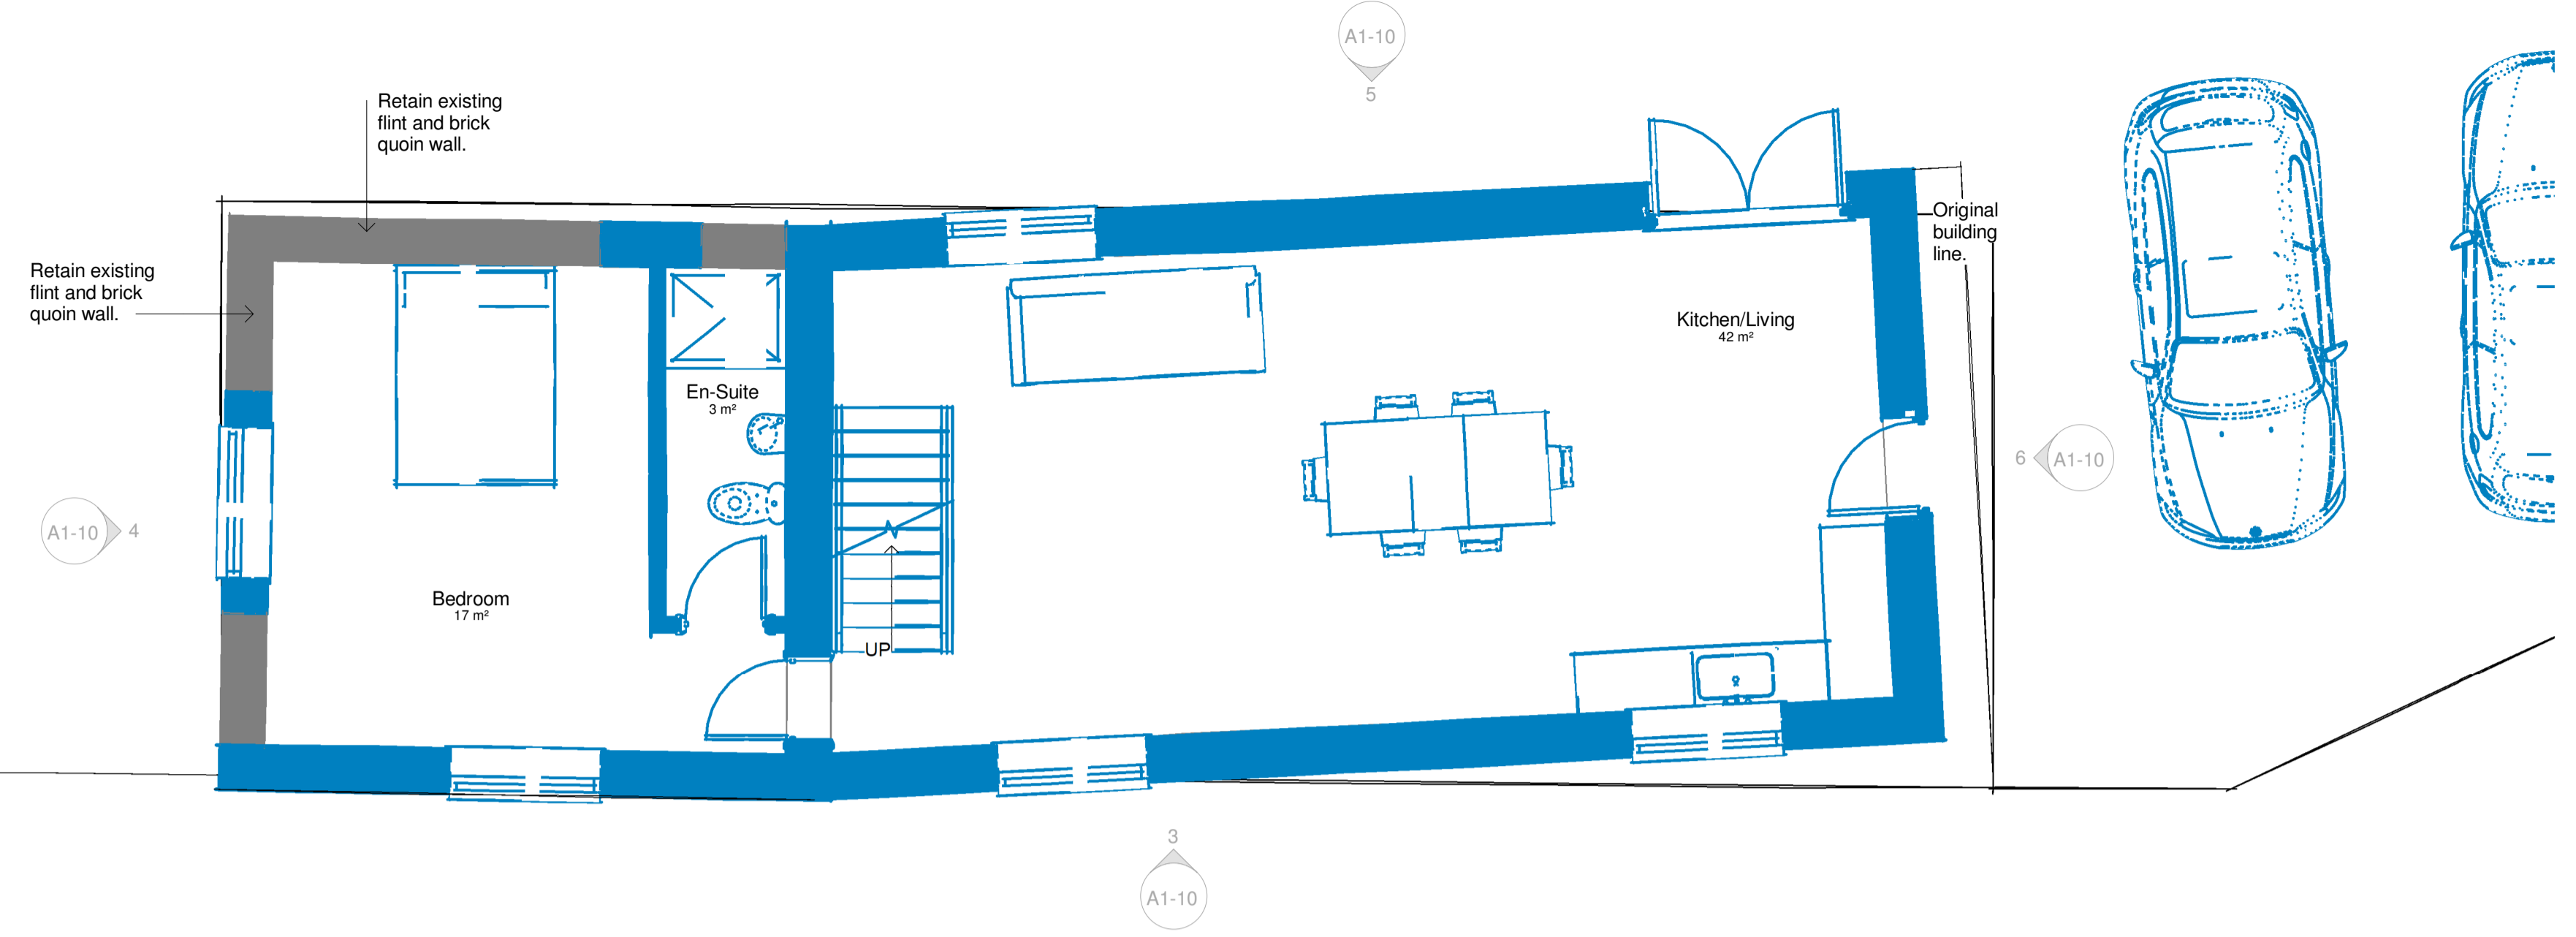 A1-10
5
Retain existing
flint and brick
quoin wall.
Retain existing
flint and brick
quoin wall.
Original
building
line.
Kitchen/Living
42 m²
En-Suite
3 m²
6
A1-10
A1-10
4
Bedroom
17 m²
UP
3
A1-10